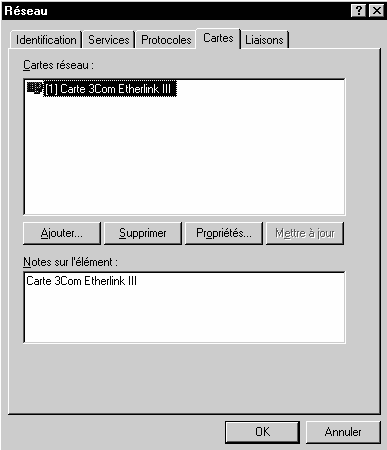 Réseau
Identification Services Protocoles Cartes Liaisons
Cartes réseau :
[1] Carte 3Com Etherlink III
Ajouter... Supprimer Propriétés... Mettre à jour
Notes sur l'élément :
Carte 3Com Etherlink III
OK Annuler